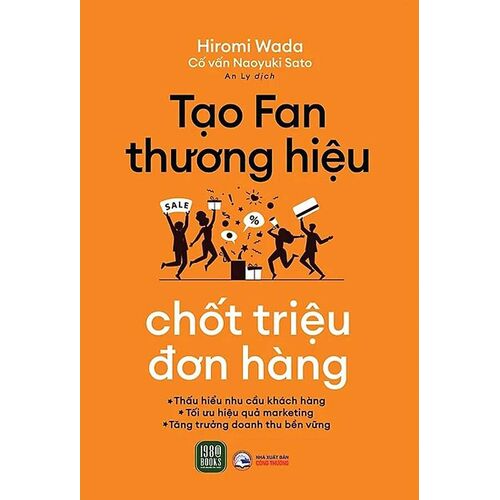 Hiromi Wada
Cố vấn Naoyuki Sato
An Ly dịch
Tạo Fan
thương hiệu
SALE
%
chốt triệu
đơn hàng
*Thấu hiểu nhu cầu khách hàng
*Tối ưu hiệu quả marketing
*Tăng trưởng doanh thu bền vững
1980
BOOKS
NHÀ XUẤT BẢN
CÔNG THƯƠNG